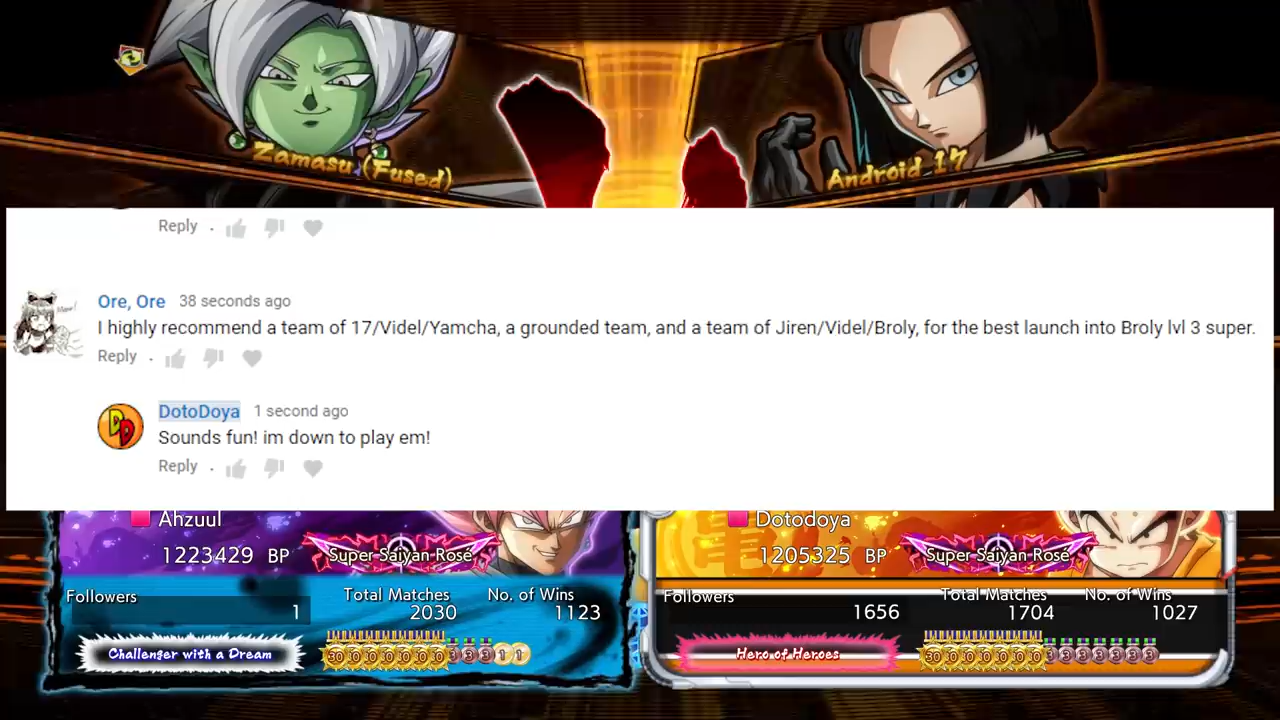 Zamasu (Fused)
Android 17
Reply .
Ore, Ore 38 seconds ago
I highly recommend a team of 17/Videl/Yamcha, a grounded team, and a team of Jiren/Videl/Broly, for the best launch into Broly lvl 3 super.
Reply .
DD
DotoDoya 1 second ago
Sounds fun! im down to play em!
Reply .
Ahzuul
1223429 BP
Super Saiyan Rosé
Followers
1
Total Matches
2030
No. of Wins
1123
Challenger with a Dream
Dotodoya
1205325 BP
Super Saiyan Rosé
Followers
1656
Total Matches
1704
No. of Wins
1027
Hero of Heroes